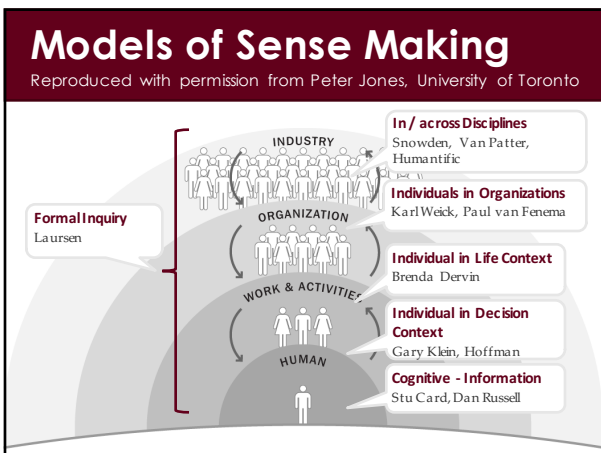 Models of Sense Making
Reproduced with permission from Peter Jones, University of Toronto
INDUSTRY
In / across Disciplines
Snowden, Van Patter,
Humantific
Formal Inquiry
Laursen
ORGANIZATION
Individuals in Organizations
Karl Weick, Paul van Fenema
WORK & ACTIVITIES
Individual in Life Context
Brenda Dervin
HUMAN
Individual in Decision
Context
Gary Klein, Hoffman
Cognitive - Information
Stu Card, Dan Russell